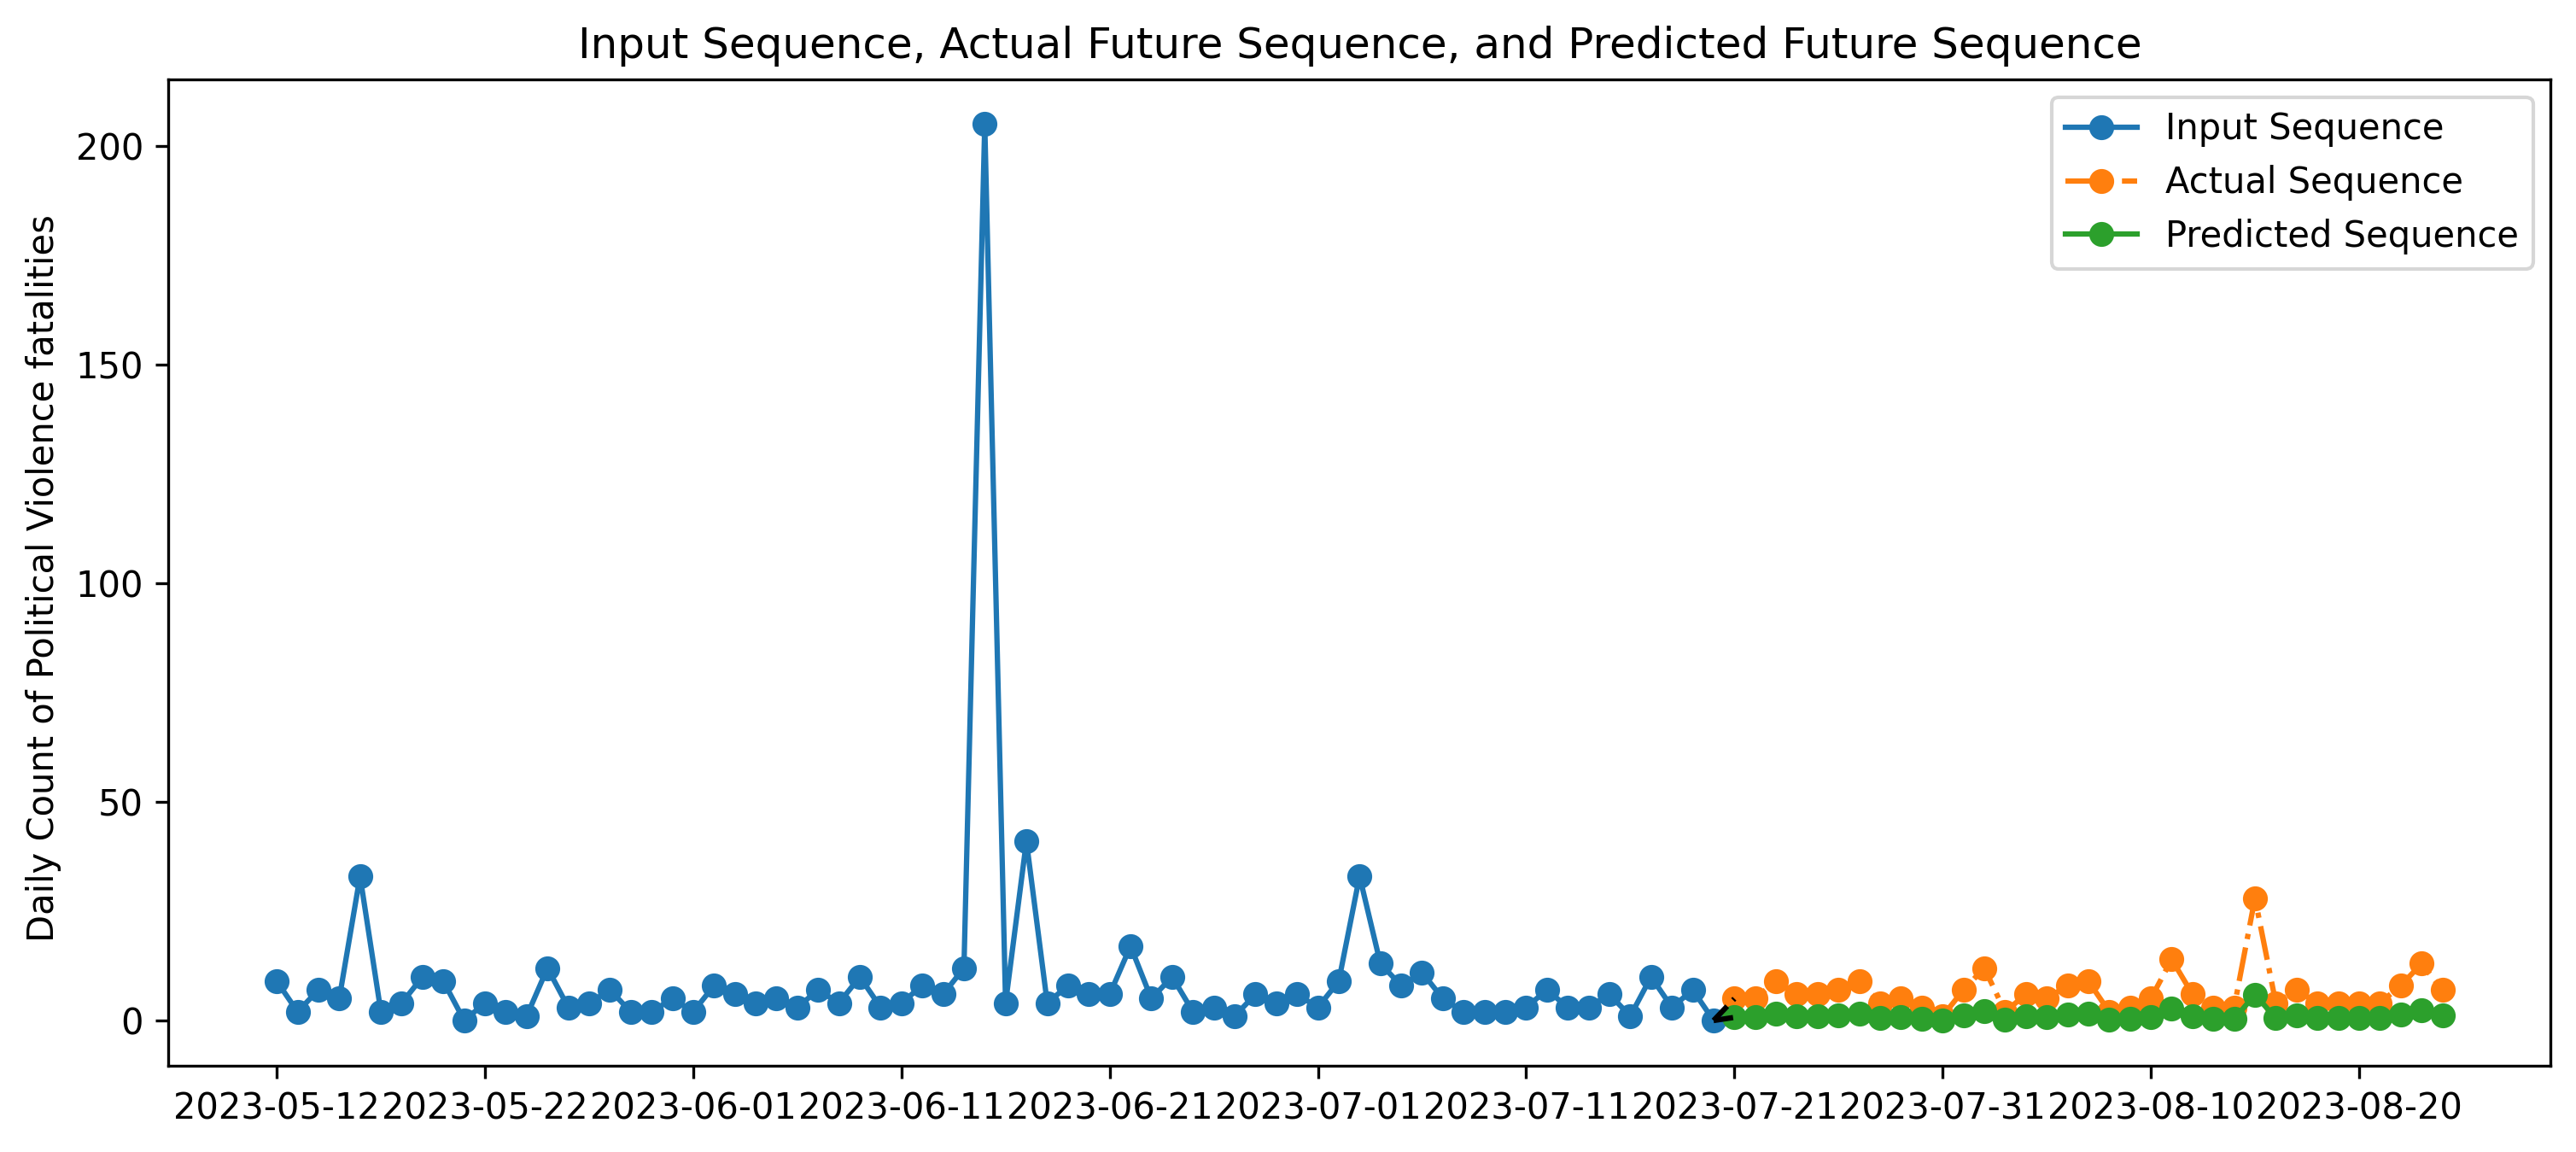 Input Sequence, Actual Future Sequence, and Predicted Future Sequence
Daily Count of Political Violence fatalities
200
150
100
50
0
Input Sequence
Actual Sequence
Predicted Sequence
2023-05-12 2023-05-22 2023-06-01 2023-06-11 2023-06-21 2023-07-01 2023-07-11 2023-07-21 2023-07-31 2023-08-10 2023-08-20